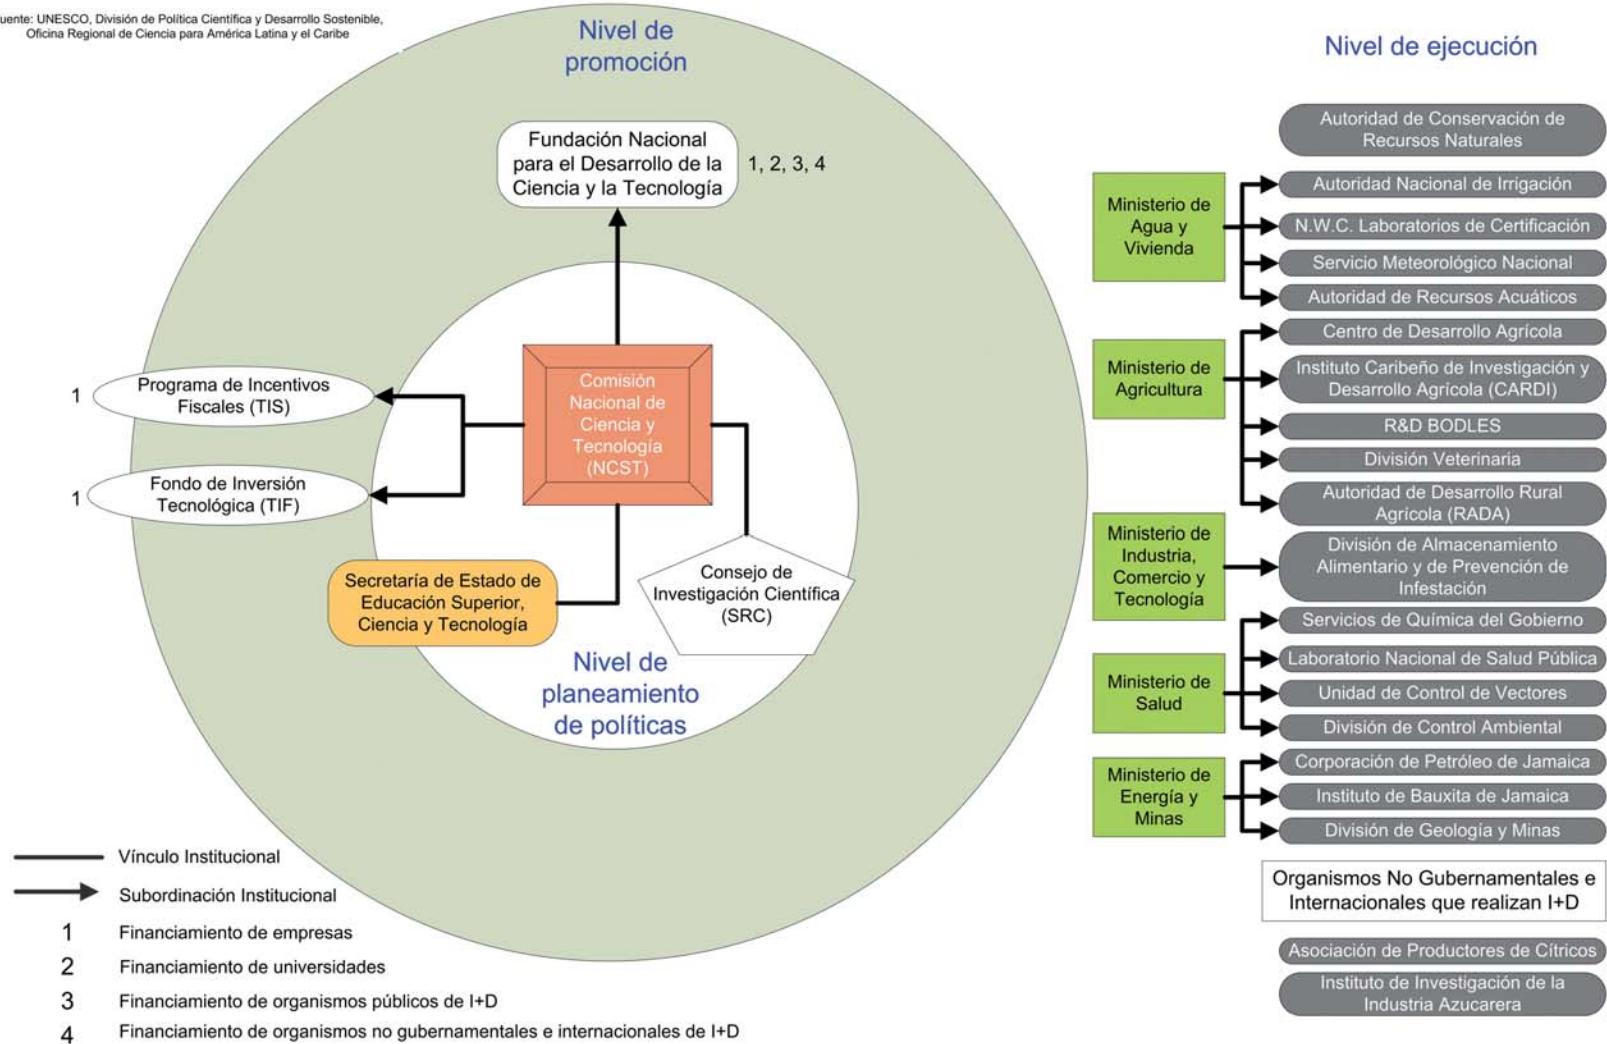 uente: UNESCO, División de Política Científica y Desarrollo Sostenible,
Oficina Regional de Ciencia para América Latina y el Caribe
Nivel de
promoción
Fundación Nacional
para el Desarrollo de la
Ciencia y la Tecnología
1, 2, 3, 4
1
Programa de Incentivos
Fiscales (TIS)
1
Fondo de Inversión
Tecnológica (TIF)
Comisión
Nacional de
Ciencia y
Tecnología
(NCST)
Secretaría de Estado de
Educación Superior,
Ciencia y Tecnología
Consejo de
Investigación Científica
(SRC)
Nivel de
planeamiento
de políticas
Vínculo Institucional
Subordinación Institucional
1 Financiamiento de empresas
2 Financiamiento de universidades
3 Financiamiento de organismos públicos de I+D
4 Financiamiento de organismos no gubernamentales e internacionales de I+D
Nivel de ejecución
Autoridad de Conservación de
Recursos Naturales
Ministerio de
Agua y
Vivienda
Autoridad Nacional de Irrigación
N.W.C. Laboratorios de Certificación
Servicio Meteorológico Nacional
Autoridad de Recursos Acuáticos
Ministerio de
Agricultura
Centro de Desarrollo Agrícola
Instituto Caribeño de Investigación y
Desarrollo Agrícola (CARDI)
R&D BODLES
División Veterinaria
Autoridad de Desarrollo Rural
Agrícola (RADA)
Ministerio de
Industria,
Comercio y
Tecnología
División de Almacenamiento
Alimentario y de Prevención de
Infestación
Ministerio de
Salud
Servicios de Química del Gobierno
Laboratorio Nacional de Salud Pública
Unidad de Control de Vectores
División de Control Ambiental
Ministerio de
Energía y
Minas
Corporación de Petróleo de Jamaica
Instituto de Bauxita de Jamaica
División de Geología y Minas
Organismos No Gubernamentales e
Internacionales que realizan I+D
Asociación de Productores de Cítricos
Instituto de Investigación de la
Industria Azucarera